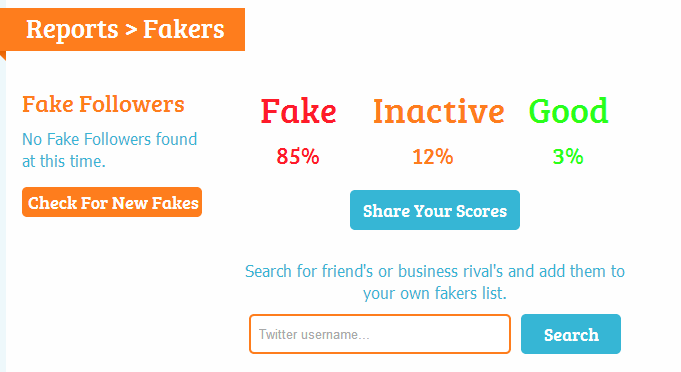 Reports > Fakers
Fake Followers
No Fake Followers found
at this time.
Check For New Fakes
Fake Inactive Good
85% 12% 3%
Share Your Scores
Search for friend's or business rival's and add them to
your own fakers list.
Twitter username...
Search